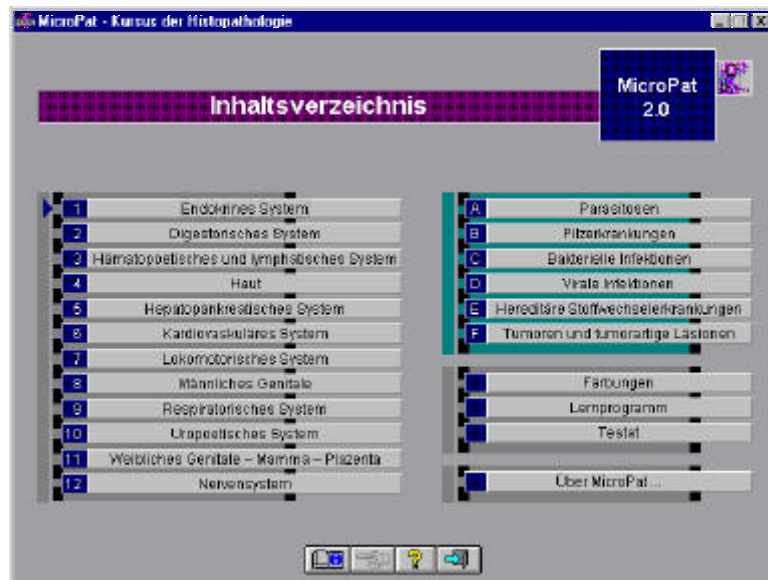 MicroPat - Kursus der Histopathologie
MicroPat
2.0
Inhaltsverzeichnis
1 Endokrines System
2 Digestorisches System
3 Hämatopoetisches und lymphatisches System
4 Haut
5 Hepatopankreatisches System
6 Kardiovaskuläres System
7 Lokomotorisches System
8 Männliches Genitale
9 Respiratorisches System
10 Uropoetisches System
11 Weibliches Genitale – Mamma – Plazenta
12 Nervensystem
A Parasitosen
B Pilzerkrankungen
C Bakterielle Infektionen
D Virale Infektionen
E Hereditäre Stoffwechselerkrankungen
F Tumoren und tumorartige Läsionen
Färbungen
Lernprogramm
Testat
Über MicroPat...